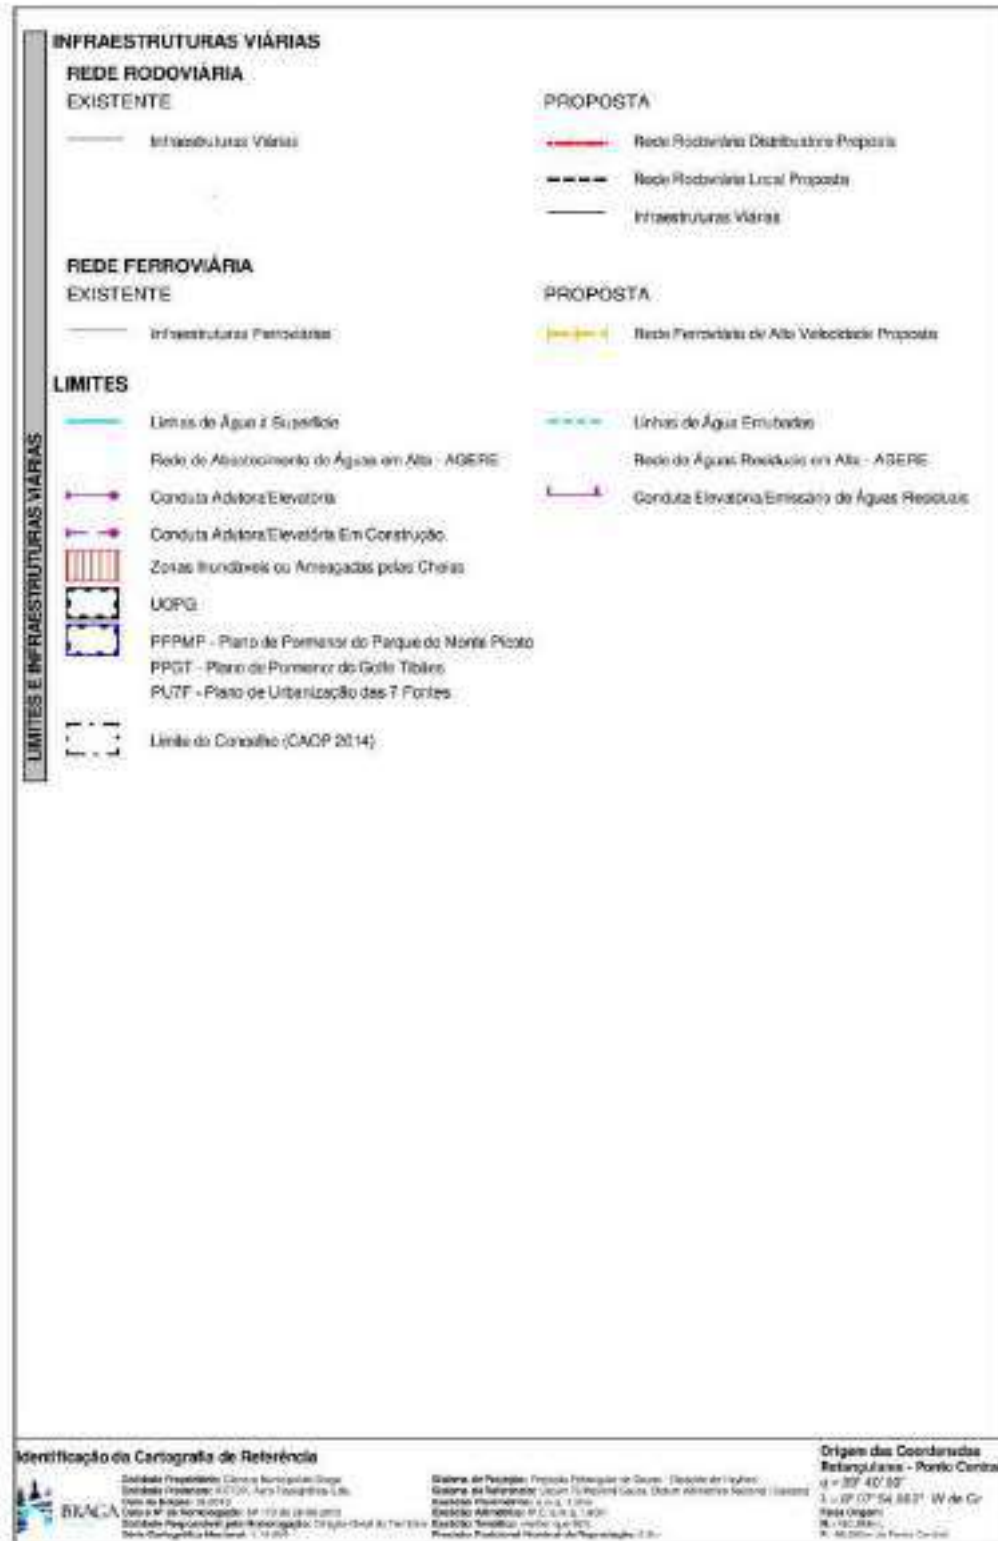 INFRAESTRUTURAS VIÁRIAS
REDE RODOVIÁRIA
EXISTENTE
PROPOSTA
Infraestruturas Viárias
Rede Rodoviária Distribuidora Proposta
Rede Rodoviária Local Proposta
Infraestruturas Viárias
REDE FERROVIÁRIA
EXISTENTE
PROPOSTA
Infraestruturas Ferroviárias
Rede Ferroviária de Alta Velocidade Proposta
LIMITES
Linhas de Água à Superfície
Linhas de Água Entubadas
Rede de Abastecimento de Águas em Alta - AGERE
Rede de Águas Residuais em Alta - AGERE
Conduta Adutora/Elevatória
Conduta Elevatória/Emissário de Águas Residuais
Conduta Adutora/Elevatória Em Construção
Zonas Inundáveis ou Ameaçadas pelas Cheias
UOPG
PPPMP - Plano de Pormenor do Parque do Monte Picoto
PPGT - Plano de Pormenor do Golfe Tibães
PU7F - Plano de Urbanização das 7 Fontes
Limite do Concelho (CAOP 2014)
LIMITES E INFRAESTRUTURAS VIÁRIAS
Identificação da Cartografia de Referência
BRAGA
Entidade Proprietária: Câmara Municipal de Braga
Origem das Coordenadas
Retangulares - Ponto Central